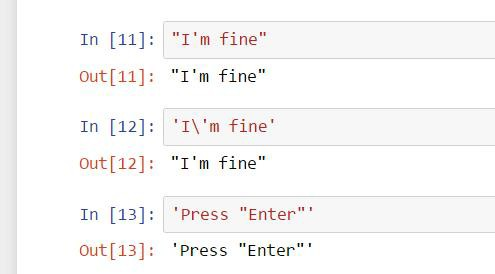 In [11]: "I'm fine"
Out[11]: "I'm fine"
In [12]: 'I\'m fine'
Out[12]: "I'm fine"
In [13]: 'Press "Enter"'
Out[13]: 'Press "Enter"'